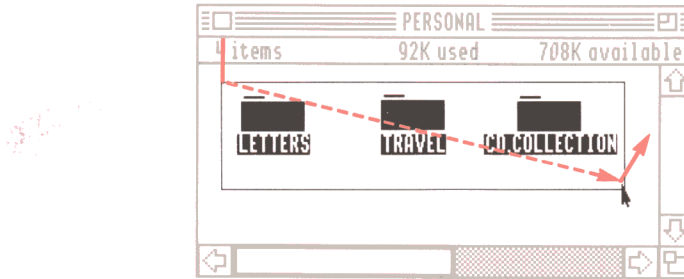 PERSONAL
4 items 92K used 708K available
LETTERS TRAVEL CD.COLLECTION